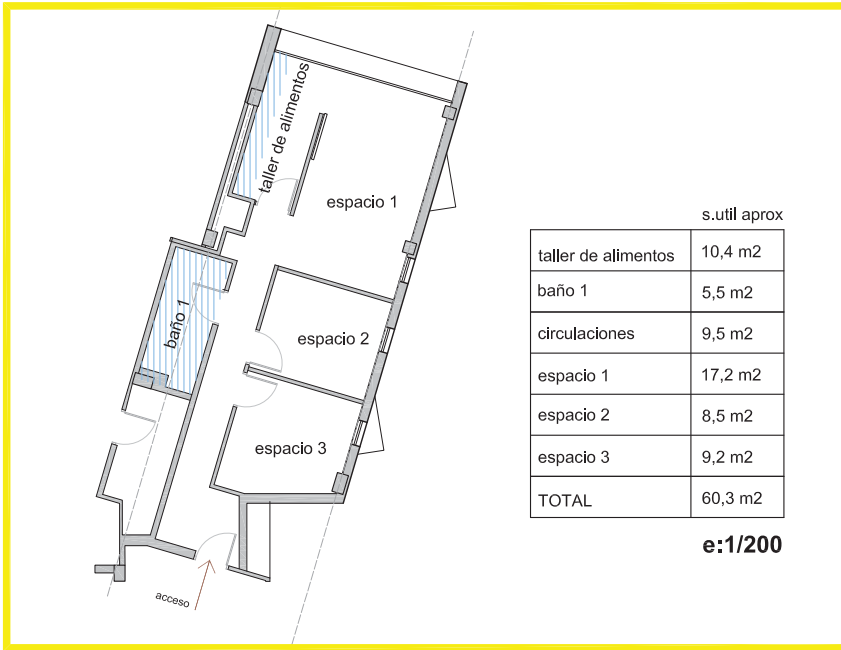 taller de alimentos
espacio 1
baño 1
espacio 2
espacio 3
acceso
s.util aprox
taller de alimentos 10,4 m2
baño 1 5,5 m2
circulaciones 9,5 m2
espacio 1 17,2 m2
espacio 2 8,5 m2
espacio 3 9,2 m2
TOTAL 60,3 m2
e:1/200